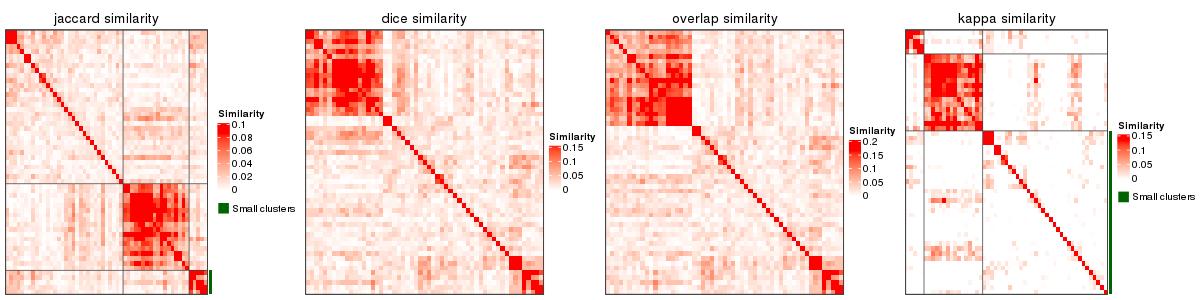 jaccard similarity
Similarity
0.1
0.08
0.06
0.04
0.02
0
Small clusters
dice similarity
Similarity
0.15
0.1
0.05
0
overlap similarity
Similarity
0.2
0.15
0.1
0.05
0
kappa similarity
Similarity
0.15
0.1
0.05
0
Small clusters